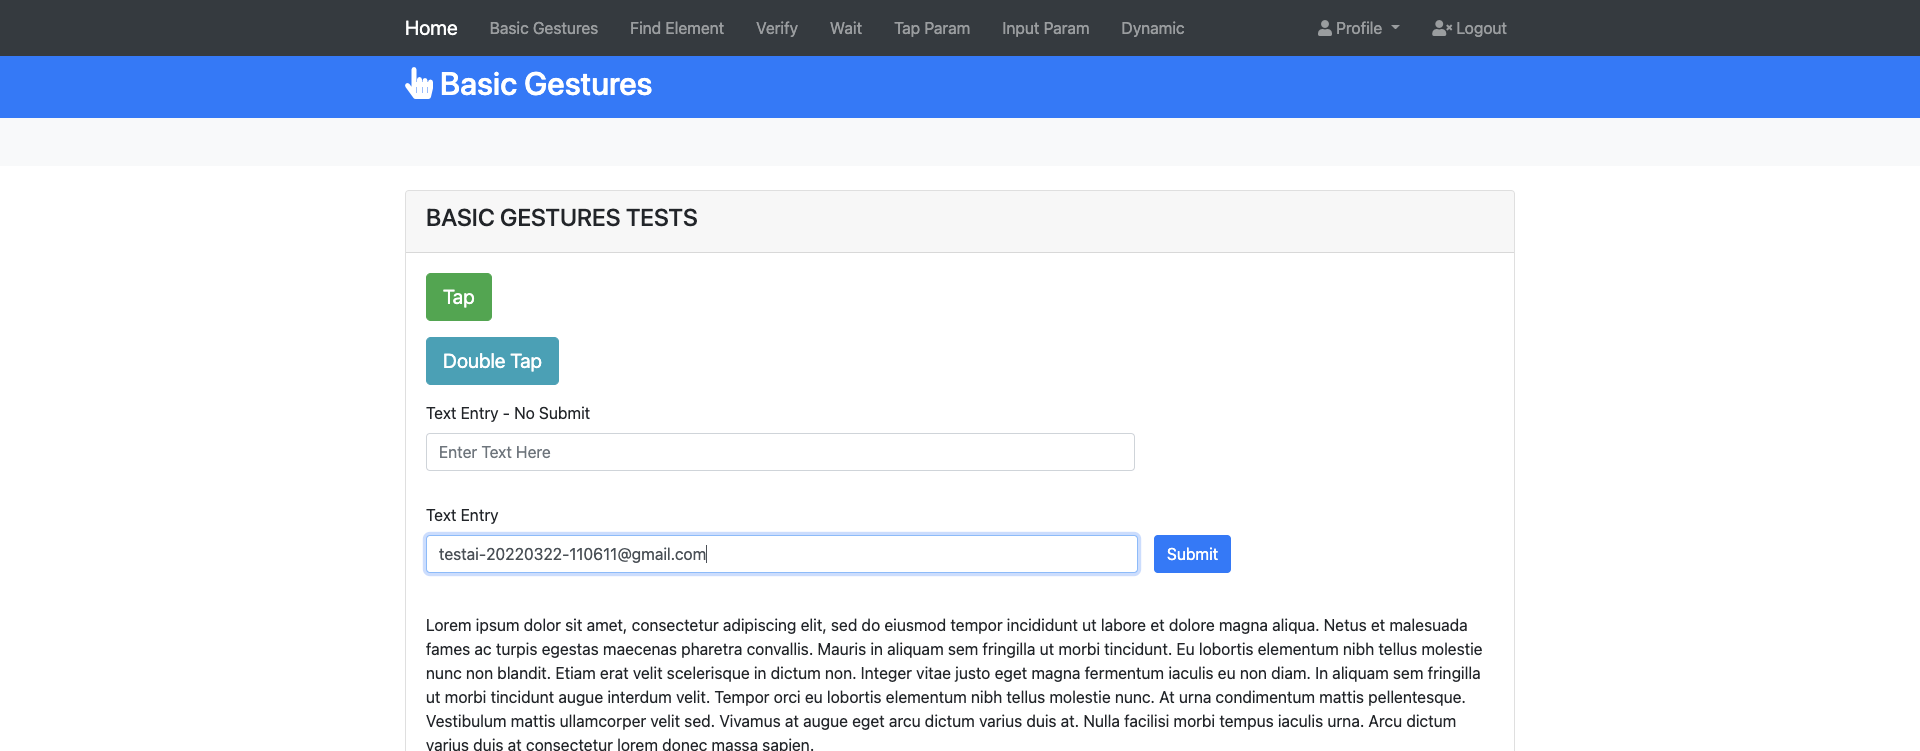 Home Basic Gestures Find Element Verify Wait Tap Param Input Param Dynamic Profile Logout
Basic Gestures
BASIC GESTURES TESTS
Tap
Double Tap
Text Entry - No Submit
Enter Text Here
Text Entry
testai-20220322-110611@gmail.com Submit
Lorem ipsum dolor sit amet, consectetur adipiscing elit, sed do eiusmod tempor incididunt ut labore et dolore magna aliqua. Netus et malesuada
fames ac turpis egestas maecenas pharetra convallis. Mauris in aliquam sem fringilla ut morbi tincidunt. Eu lobortis elementum nibh tellus molestie
nunc non blandit. Etiam erat velit scelerisque in dictum non. Integer vitae justo eget magna fermentum iaculis eu non diam. In aliquam sem fringilla
ut morbi tincidunt augue interdum velit. Tempor orci eu lobortis elementum nibh tellus molestie nunc. At urna condimentum mattis pellentesque.
Vestibulum mattis ullamcorper velit sed. Vivamus at augue eget arcu dictum varius duis at. Nulla facilisi morbi tempus iaculis urna. Arcu dictum
varius duis at consectetur lorem donec massa sapien.